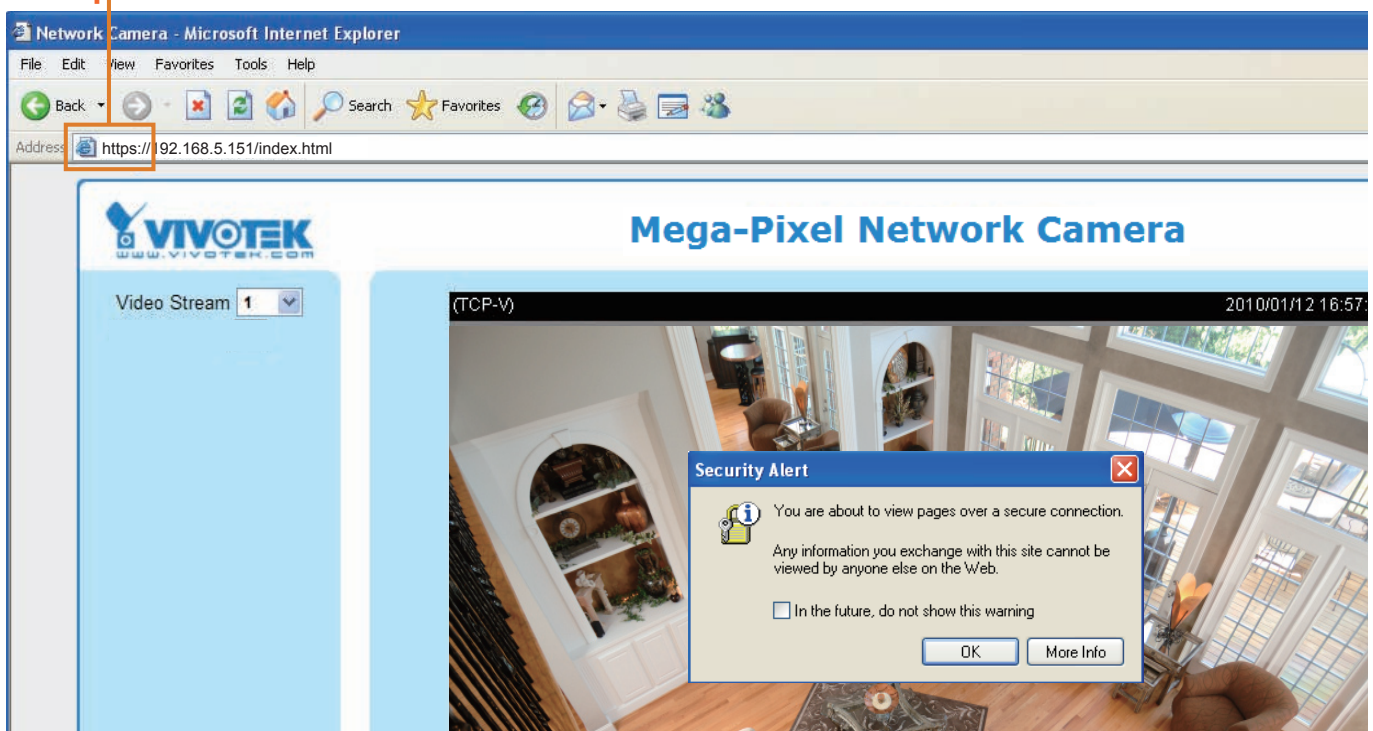 Network Camera - Microsoft Internet Explorer
File Edit View Favorites Tools Help
Back Search Favorites
Address https://192.168.5.151/index.html
VIVOTEK
www.vivotek.com
Mega-Pixel Network Camera
Video Stream 1
(TCP-V) 2010/01/12 16:57:
Security Alert
You are about to view pages over a secure connection.
Any information you exchange with this site cannot be
viewed by anyone else on the Web.
In the future, do not show this warning
OK More Info